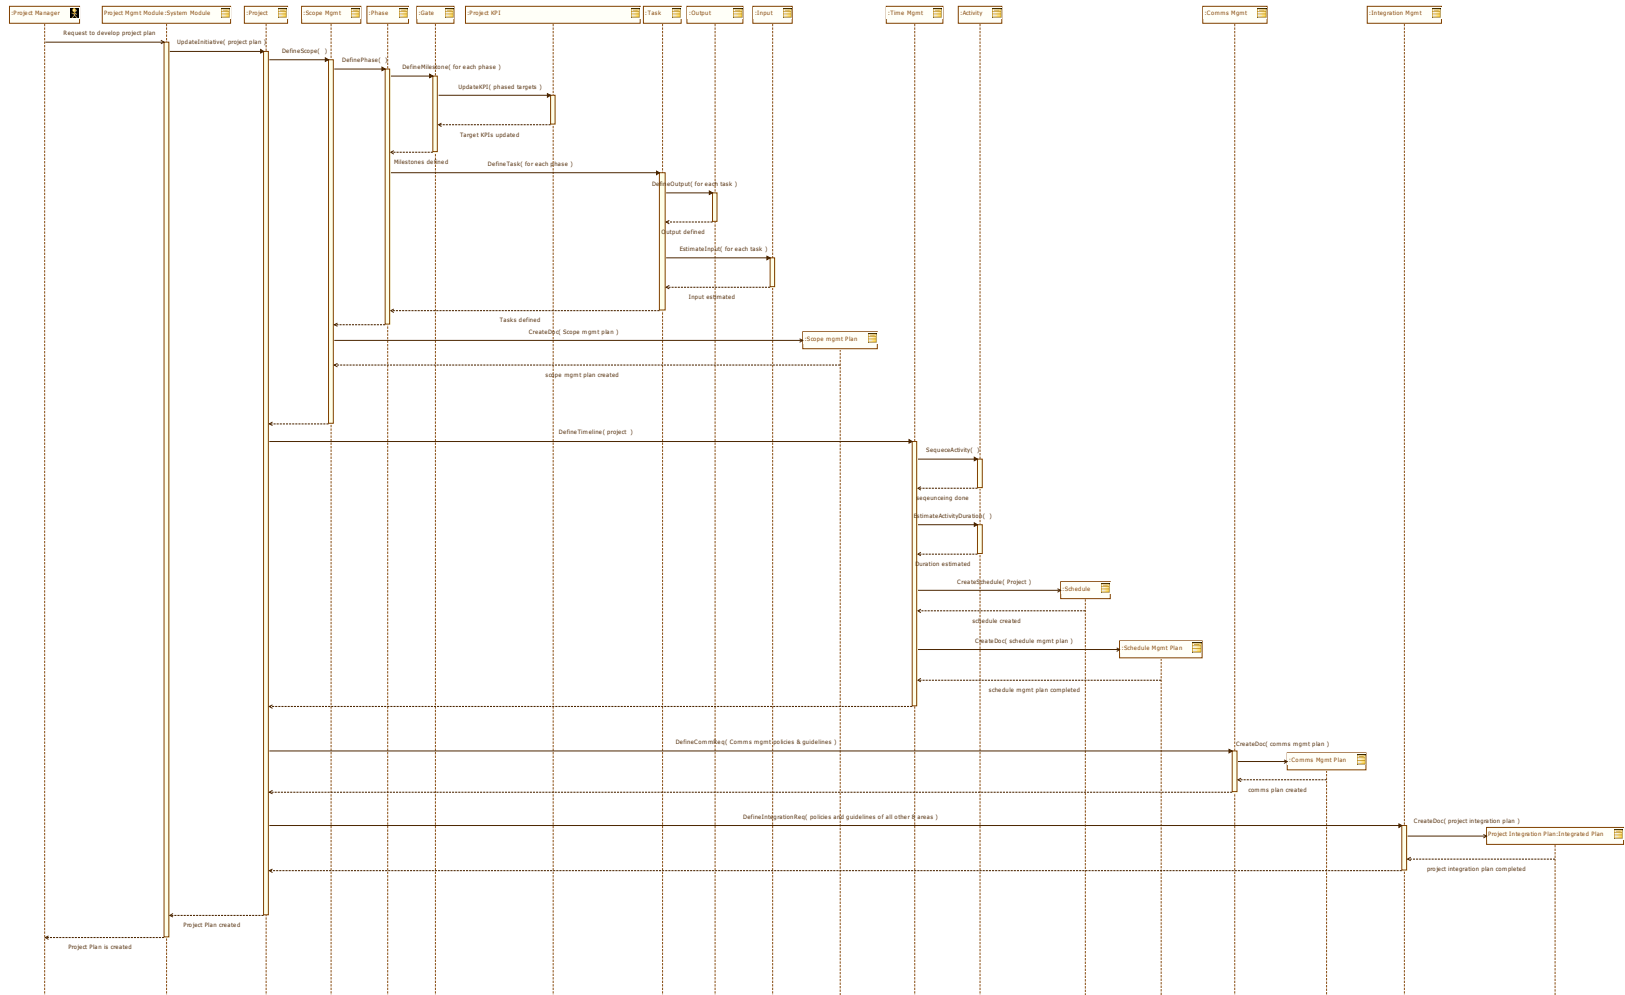 :Project Manager
Project Mgmt Module:System Module
:Project
:Scope Mgmt
:Phase
:Gate
:Project KPI
:Task
:Output
:Input
:Time Mgmt
:Activity
:Comms Mgmt
:Integration Mgmt
Request to develop project plan
UpdateInitiative( project plan )
DefineScope( )
DefinePhase( )
DefineMilestone( for each phase )
UpdateKPI( phased targets )
Target KPIs updated
Milestones defined
DefineTask( for each phase )
DefineOutput( for each task )
Output defined
EstimateInput( for each task )
Input estimated
Tasks defined
CreateDoc( Scope mgmt plan )
:Scope mgmt Plan
scope mgmt plan created
DefineTimeline( project )
SequeceActivity( )
seqeunceing done
EstimateActivityDuration( )
Duration estimated
CreateSchedule( Project )
:Schedule
schedule created
CreateDoc( schedule mgmt plan )
:Schedule Mgmt Plan
schedule mgmt plan completed
DefineCommReq( Comms mgmt policies & guidelines )
CreateDoc( comms mgmt plan )
:Comms Mgmt Plan
comms plan created
DefineIntegrationReq( policies and guidelines of all other 8 areas )
CreateDoc( project integration plan )
Project Integration Plan:Integrated Plan
project integration plan completed
Project Plan created
Project Plan is created